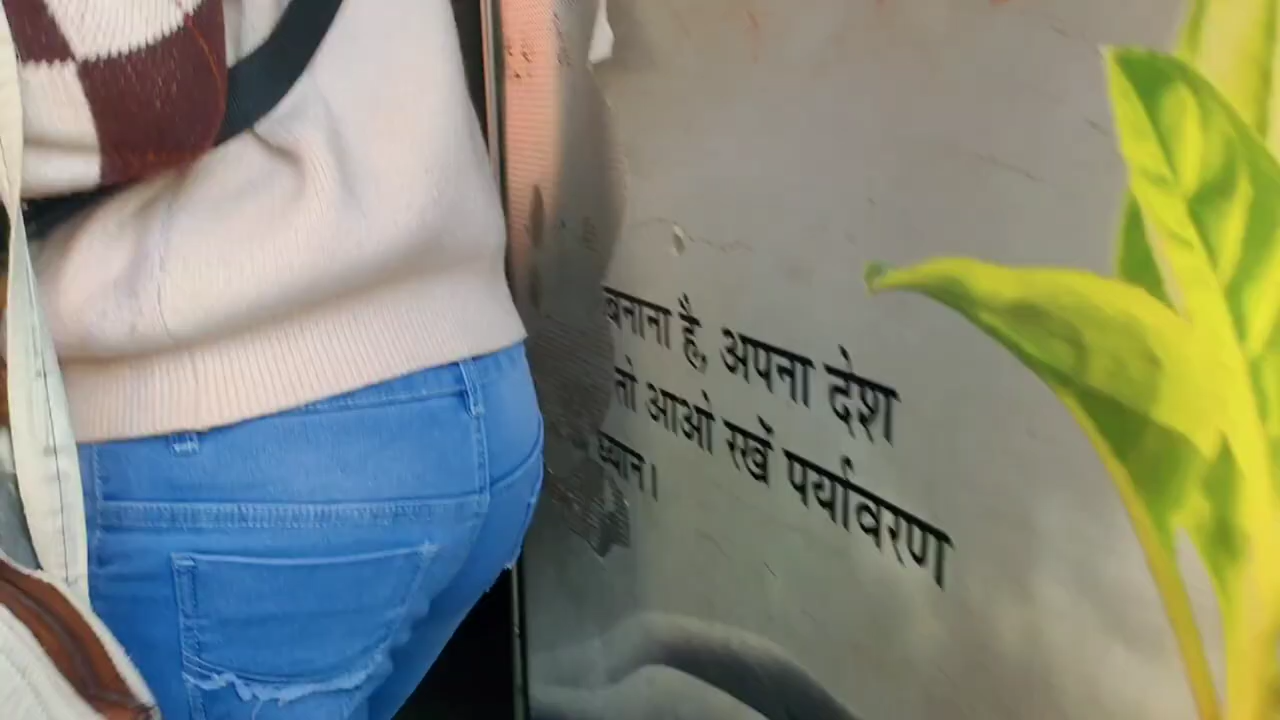 बनाना है, अपना देश
तो आओ रखें पर्यावरण
ध्यान।